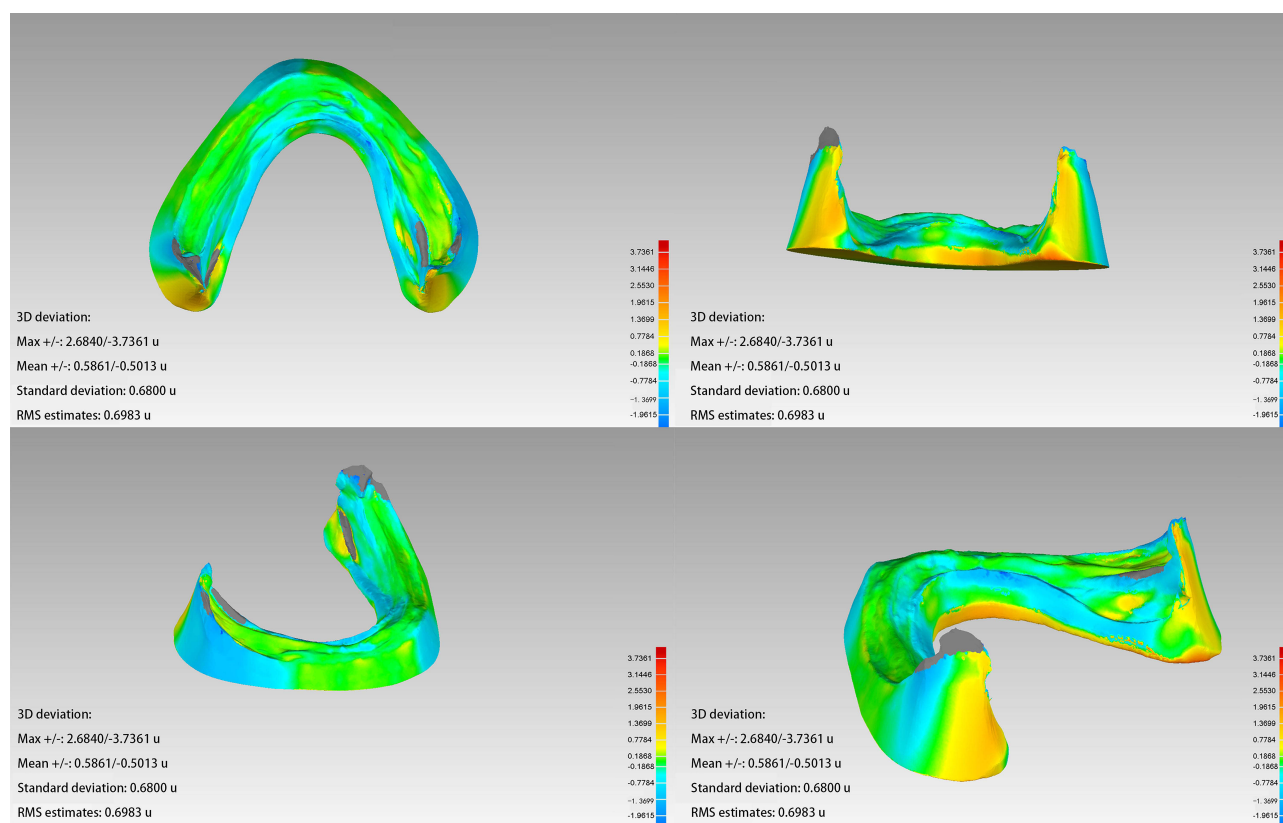 3.7361
3.1446
2.5530
1.9615
1.3699
0.7784
0.1868
-0.1868
-0.7784
-1.3699
-1.9615
3D deviation:
Max +/-: 2.6840/-3.7361 u
Mean +/-: 0.5861/-0.5013 u
Standard deviation: 0.6800 u
RMS estimates: 0.6983 u
3.7361
3.1446
2.5530
1.9615
1.3699
0.7784
0.1868
-0.1868
-0.7784
-1.3699
-1.9615
3D deviation:
Max +/-: 2.6840/-3.7361 u
Mean +/-: 0.5861/-0.5013 u
Standard deviation: 0.6800 u
RMS estimates: 0.6983 u
3.7361
3.1446
2.5530
1.9615
1.3699
0.7784
0.1868
-0.1868
-0.7784
-1.3699
-1.9615
3D deviation:
Max +/-: 2.6840/-3.7361 u
Mean +/-: 0.5861/-0.5013 u
Standard deviation: 0.6800 u
RMS estimates: 0.6983 u
3.7361
3.1446
2.5530
1.9615
1.3699
0.7784
0.1868
-0.1868
-0.7784
-1.3699
-1.9615
3D deviation:
Max +/-: 2.6840/-3.7361 u
Mean +/-: 0.5861/-0.5013 u
Standard deviation: 0.6800 u
RMS estimates: 0.6983 u